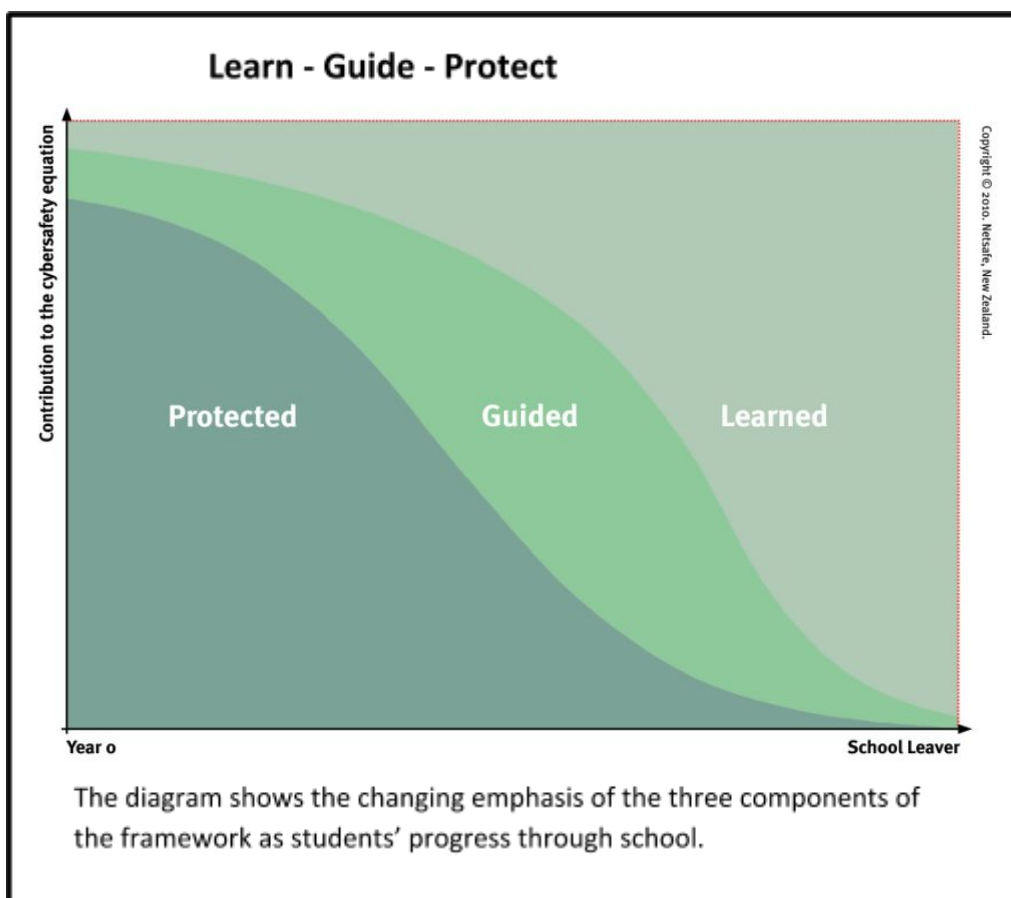 Learn - Guide - Protect
Contribution to the cybersafety equation
Copyright © 2010. Netsafe, New Zealand.
Protected
Guided
Learned
Year 0
School Leaver
The diagram shows the changing emphasis of the three components of
the framework as students’ progress through school.